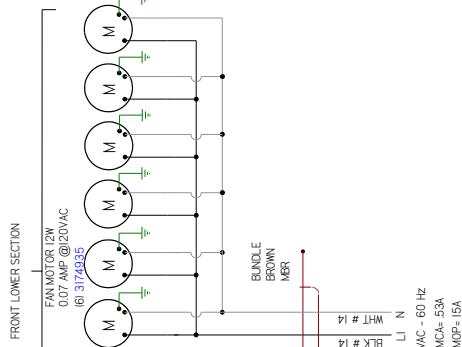 FRONT LOWER SECTION
FAN MOTOR 12W
0.07 AMP @120VAC
(6) 3174935
M
M
M
M
M
M
BUNDLE
BROWN
MBR
WHT # 14
BLK # 14
N
L1
VAC - 60 Hz
MCA= .53A
MOP= 15A